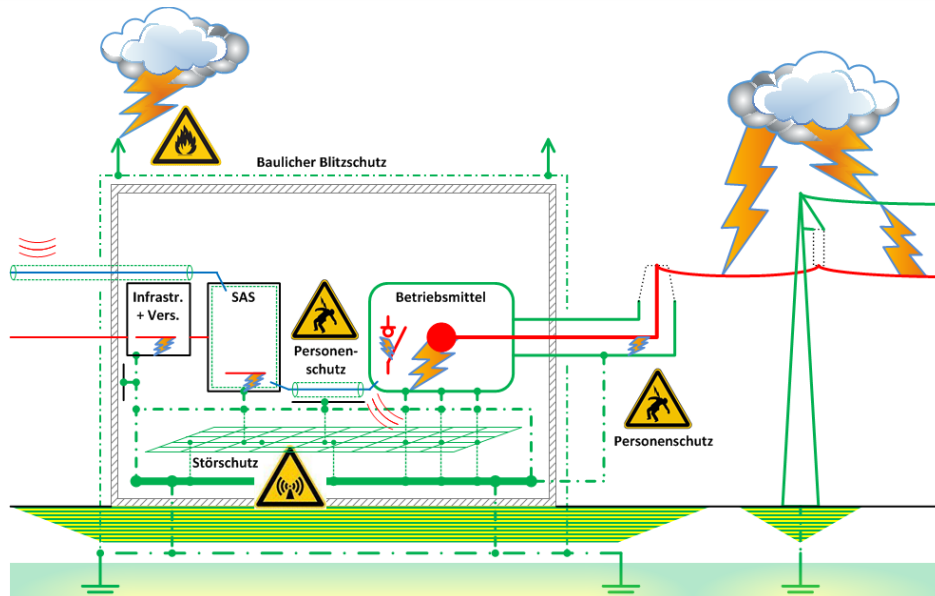 Baulicher Blitzschutz
Infrastr.
+ Vers.
SAS
Personen-
schutz
Betriebsmittel
Personenschutz
Störschutz